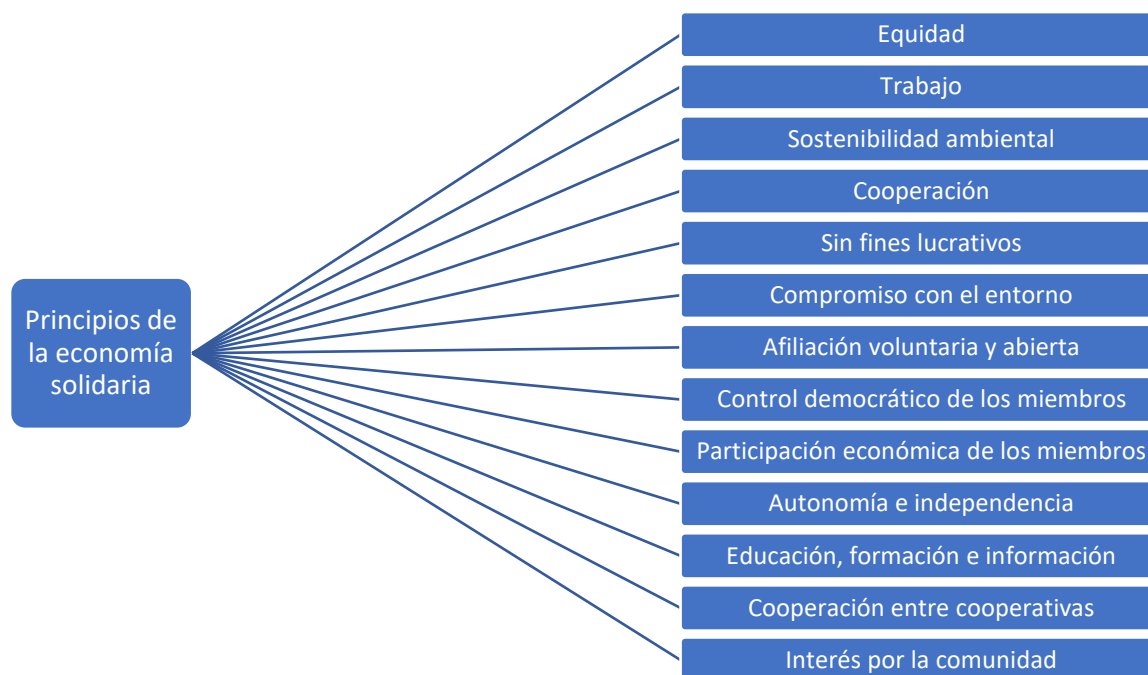 Principios de
la economía
solidaria
Equidad
Trabajo
Sostenibilidad ambiental
Cooperación
Sin fines lucrativos
Compromiso con el entorno
Afiliación voluntaria y abierta
Control democrático de los miembros
Participación económica de los miembros
Autonomía e independencia
Educación, formación e información
Cooperación entre cooperativas
Interés por la comunidad